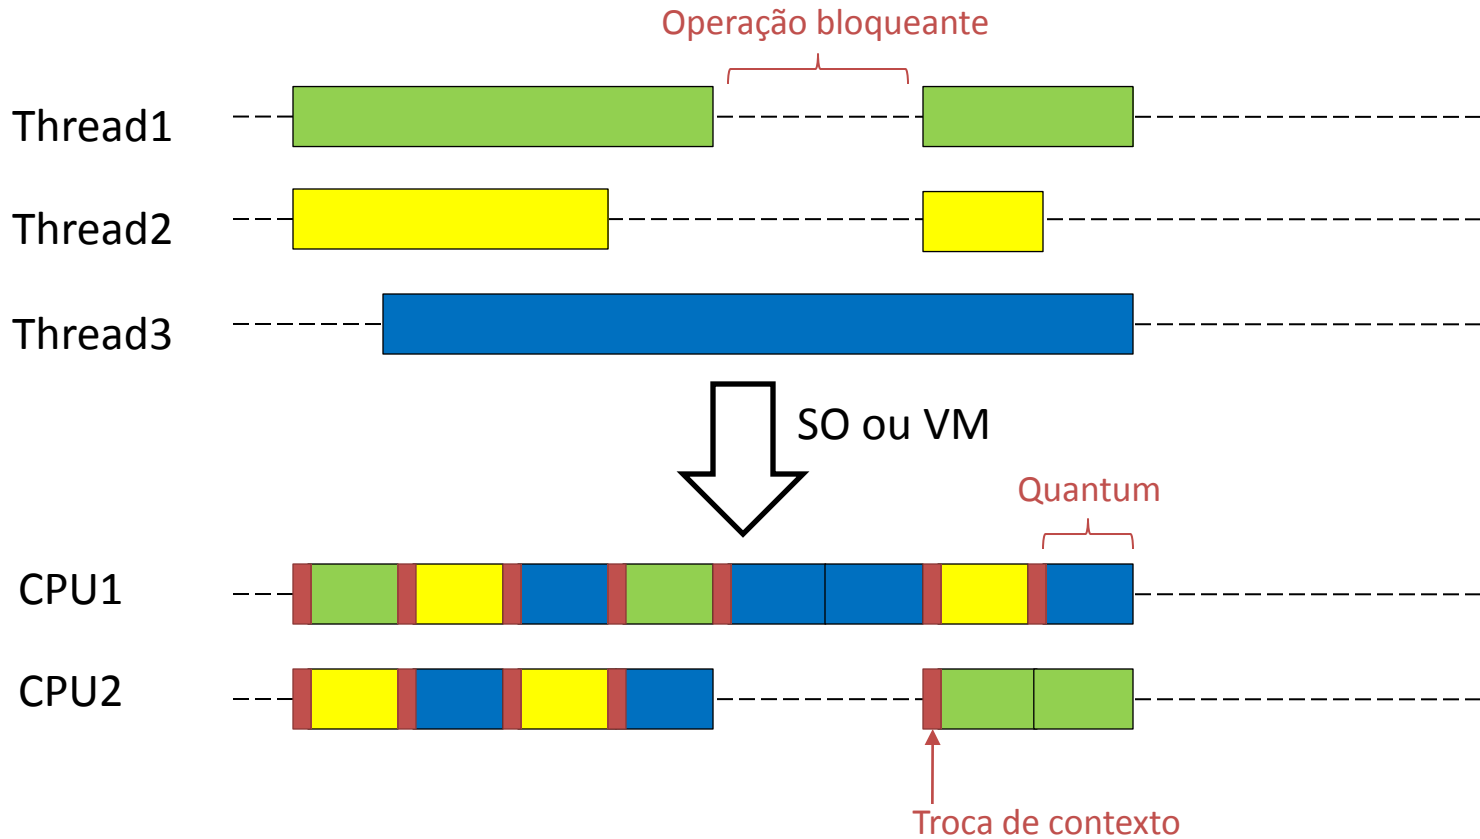 Operação bloqueante
Thread1
Thread2
Thread3
SO ou VM
Quantum
CPU1
CPU2
Troca de contexto